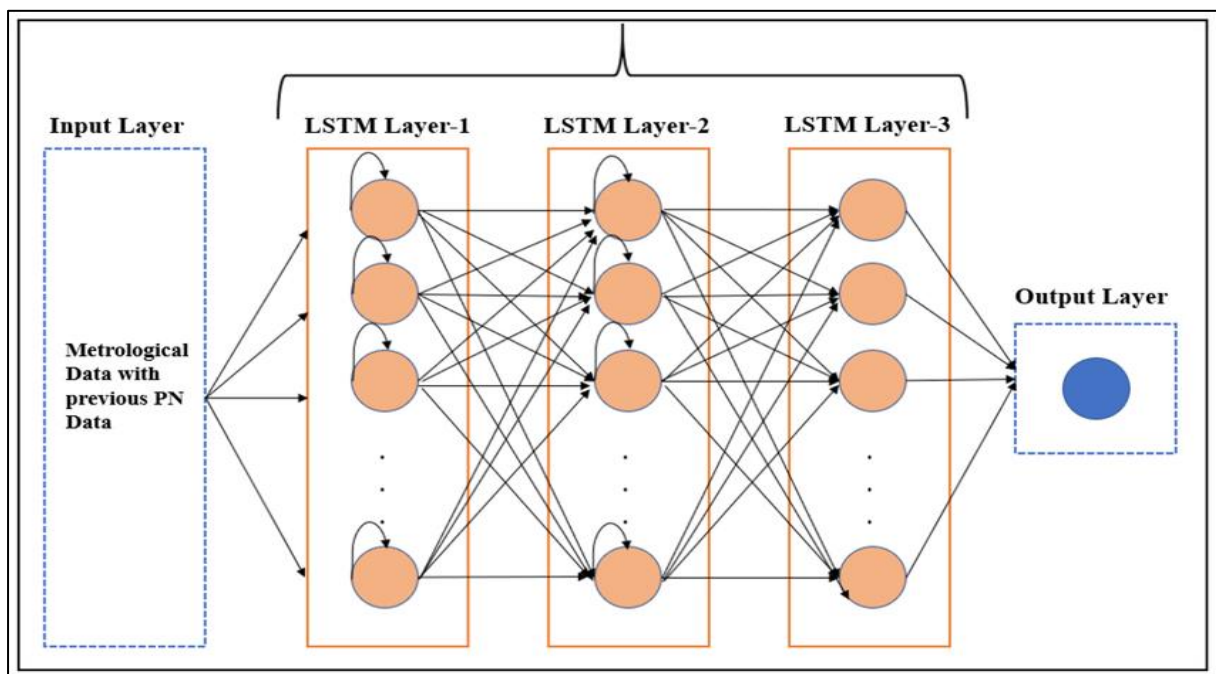 Input Layer
LSTM Layer-1
LSTM Layer-2
LSTM Layer-3
Metrological
Data with
previous PN
Data
Output Layer